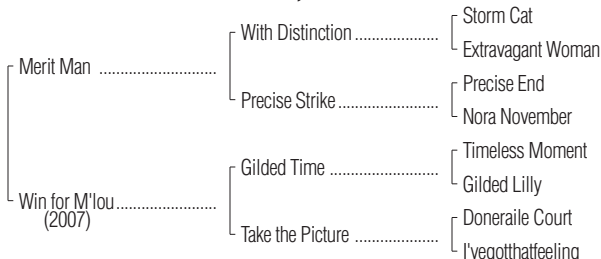 Storm Cat
With Distinction ....................
Extravagant Woman
Merit Man ............................
Precise End
Precise Strike ........................
Nora November
Timeless Moment
Gilded Time ..........................
Gilded Lilly
Win for M'lou ........................
(2007)
Doneraile Court
Take the Picture ....................
I'vegotthatfeeling